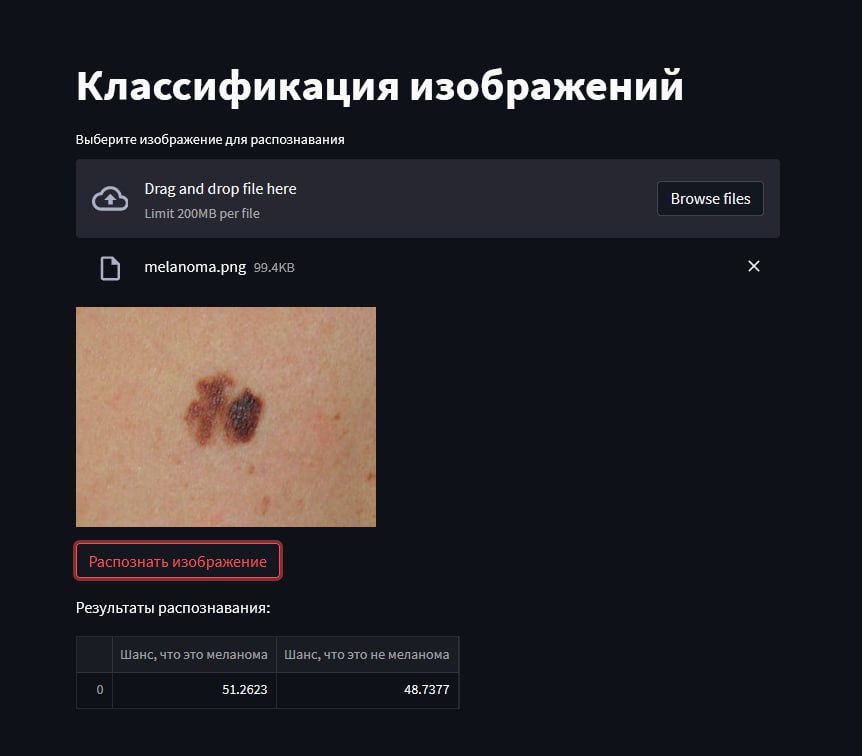 Классификация изображений
Выберите изображение для распознавания
Drag and drop file here
Limit 200MB per file
Browse files
melanoma.png 99.4KB
Распознать изображение
Результаты распознавания:
Шанс, что это меланома Шанс, что это не меланома
0 51.2623 48.7377